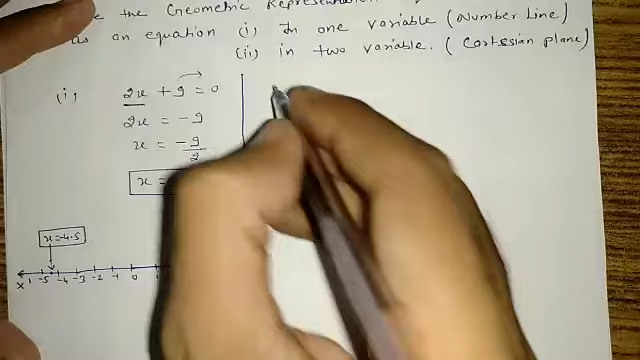 the Geometric Representation
as an equation (i) In one variable (Number Line)
(ii) in two variable. (Cartesian plane)
(i) 2x + 9 = 0
2x = -9
x = -9/2
x =
x=-4.5
x' -5 -4 -3 -2 -1 0 1